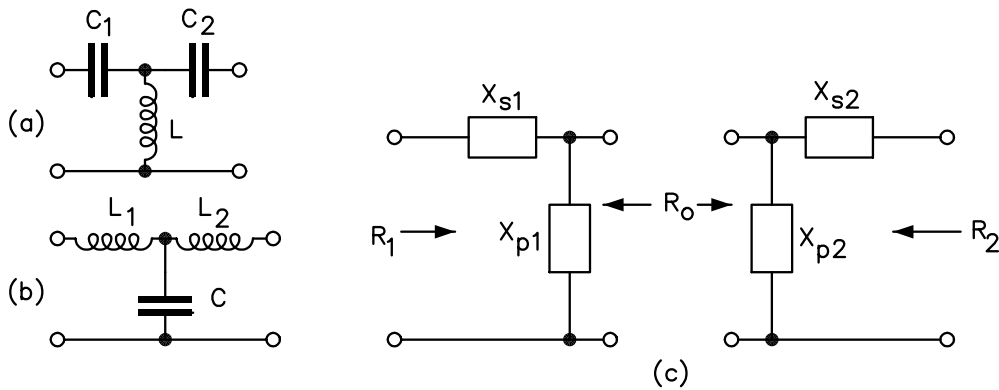 C1 C2
(a) L
L1 L2
(b) C
Xs1 Xs2
R1 Xp1 Ro Xp2 R2
(c)